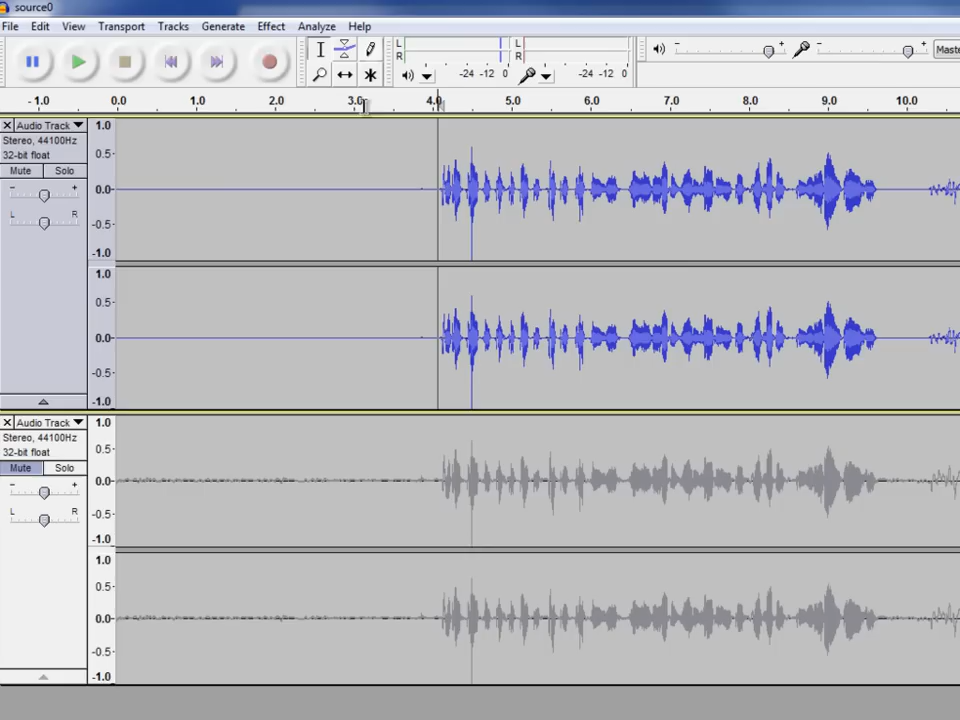 source0
File Edit View Transport Tracks Generate Effect Analyze Help
L L
R R
-24 -12 0 -24 -12 0
- 1.0 0.0 1.0 2.0 3.0 4.0 5.0 6.0 7.0 8.0 9.0 10.0
Audio Track
Stereo, 44100Hz
32-bit float
Mute Solo
- +
L R
1.0
0.5
0.0
-0.5
-1.0
1.0
0.5
0.0
-0.5
-1.0
Audio Track
Stereo, 44100Hz
32-bit float
Mute Solo
- +
L R
1.0
0.5
0.0
-0.5
-1.0
1.0
0.5
0.0
-0.5
-1.0